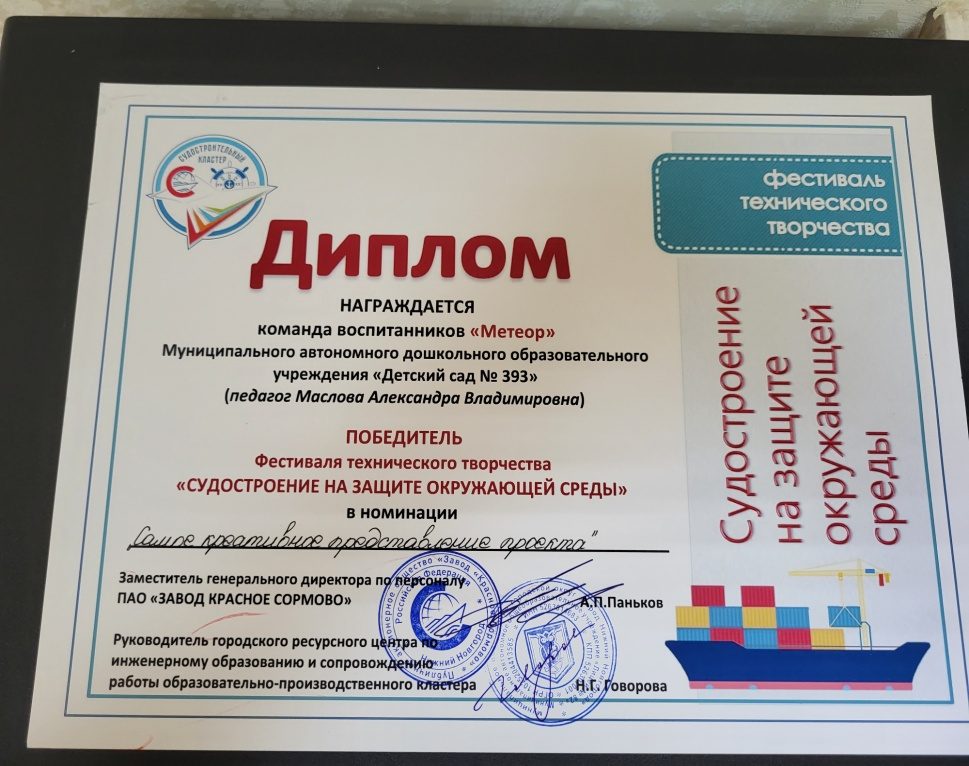 СУДОСТРОИТЕЛЬНЫЙ
КЛАСТЕР
Диплом
НАГРАЖДАЕТСЯ
команда воспитанников «Метеор»
Муниципального автономного дошкольного образовательного
учреждения «Детский сад № 393»
(педагог Маслова Александра Владимировна)
ПОБЕДИТЕЛЬ
Фестиваля технического творчества
«СУДОСТРОЕНИЕ НА ЗАЩИТЕ ОКРУЖАЮЩЕЙ СРЕДЫ»
в номинации
"Самое креативное представление проекта"
Заместитель генерального директора по персоналу
ПАО «ЗАВОД КРАСНОЕ СОРМОВО»
А.П.Паньков
Руководитель городского ресурсного центра по
инженерному образованию и сопровождению
работы образовательно-производственного кластера
Н.Г. Говорова
фестиваль
технического
творчества
Судостроение
на защите
окружающей
среды
Российская Федерация